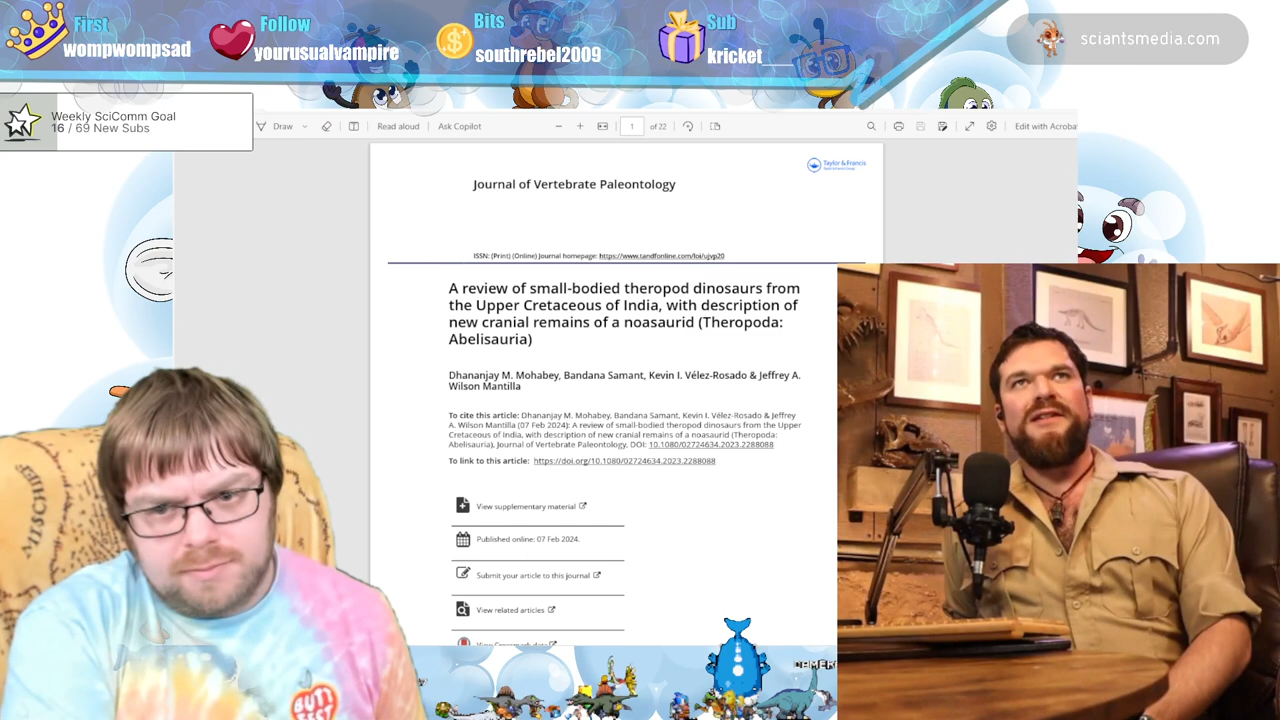 First
wompwompsad
Follow
yourusualvampire
Bits
southrebel2009
Sub
kricket____
sciantsmedia.com
Weekly SciComm Goal
16 / 69 New Subs
Draw
Read aloud
Ask Copilot
1
of 22
Edit with Acroba
Taylor & Francis
Journal of Vertebrate Paleontology
ISSN: (Print) (Online) Journal homepage: https://www.tandfonline.com/loi/ujvp20
A review of small-bodied theropod dinosaurs from
the Upper Cretaceous of India, with description of
new cranial remains of a noasaurid (Theropoda:
Abelisauria)
Dhananjay M. Mohabey, Bandana Samant, Kevin I. Vélez-Rosado & Jeffrey A.
Wilson Mantilla
To cite this article: Dhananjay M. Mohabey, Bandana Samant, Kevin I. Vélez-Rosado & Jeffrey
A. Wilson Mantilla (07 Feb 2024): A review of small-bodied theropod dinosaurs from the Upper
Cretaceous of India, with description of new cranial remains of a noasaurid (Theropoda:
Abelisauria), Journal of Vertebrate Paleontology, DOI: 10.1080/02724634.2023.2288088
To link to this article: https://doi.org/10.1080/02724634.2023.2288088
View supplementary material
Published online: 07 Feb 2024.
Submit your article to this journal
View related articles
View Crossmark data
CAMER
BUTT